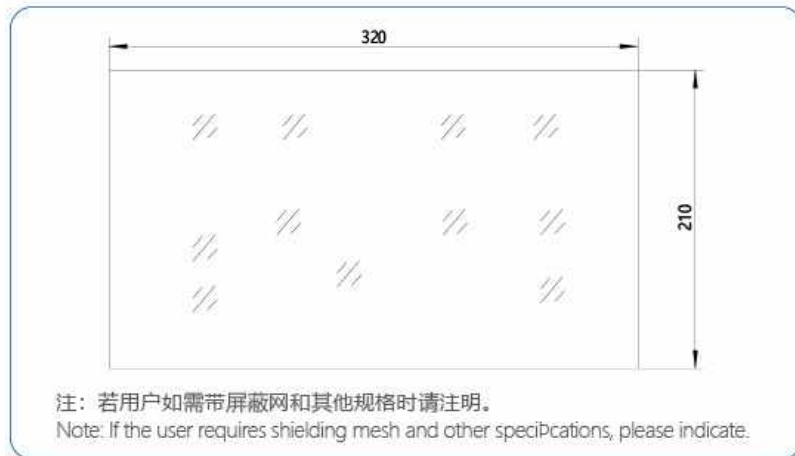 320
210
注：若用户如需带屏蔽网和其他规格时请注明。
Note: If the user requires shielding mesh and other speciÞcations, please indicate.